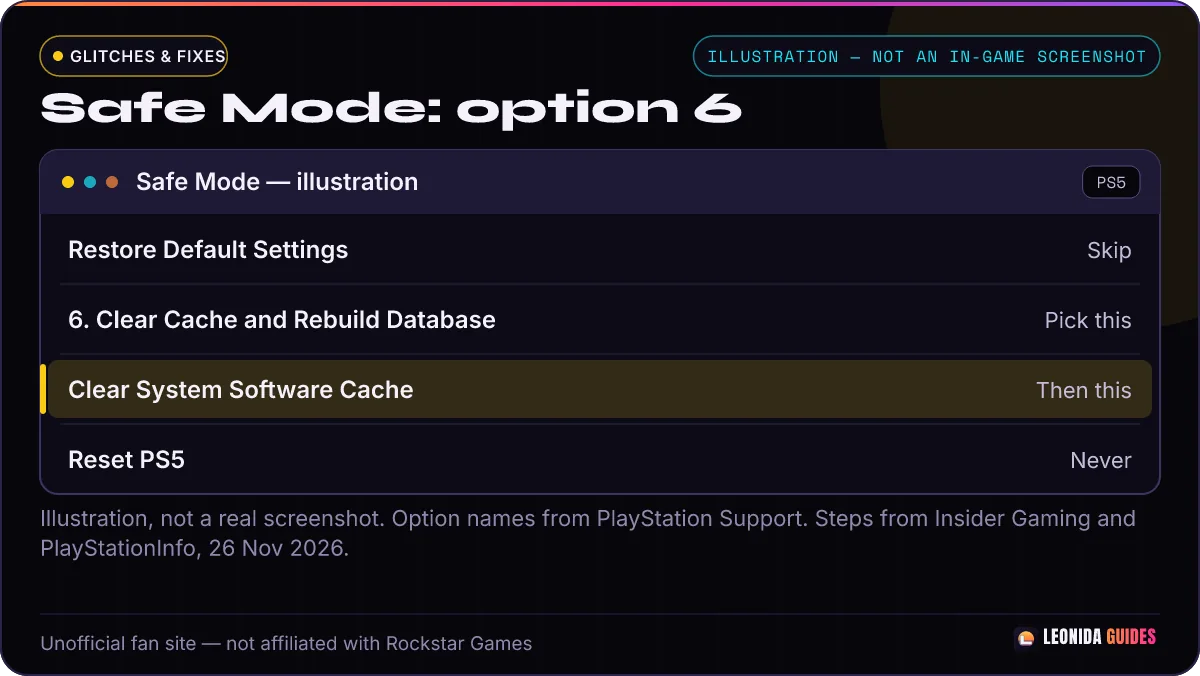 GLITCHES & FIXES
ILLUSTRATION — NOT AN IN-GAME SCREENSHOT
Safe Mode: option 6
Safe Mode — illustration
PS5
Restore Default Settings
Skip
6. Clear Cache and Rebuild Database
Pick this
Clear System Software Cache
Then this
Reset PS5
Never
Illustration, not a real screenshot. Option names from PlayStation Support. Steps from Insider Gaming and
PlayStationInfo, 26 Nov 2026.
Unofficial fan site — not affiliated with Rockstar Games
LEONIDA GUIDES